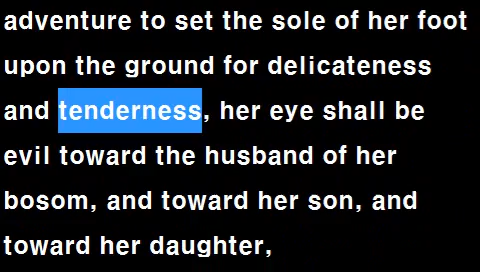 adventure to set the sole of her foot
upon the ground for delicateness
and tenderness, her eye shall be
evil toward the husband of her
bosom, and toward her son, and
toward her daughter,